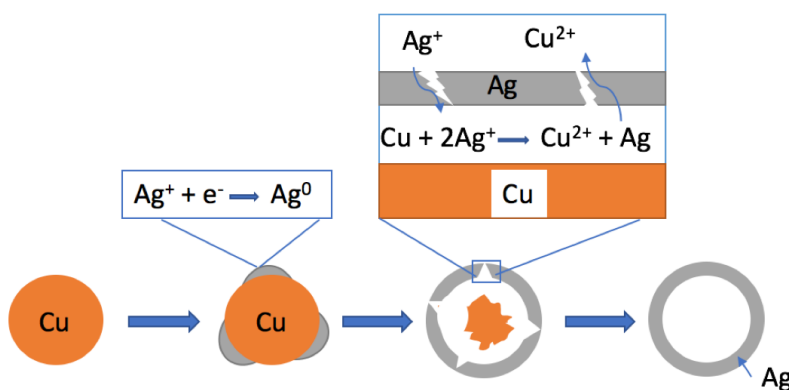 Ag⁺ Cu²⁺
Ag
Cu + 2Ag⁺ → Cu²⁺ + Ag
Ag⁺ + e⁻ → Ag⁰
Cu
Cu
Cu
Ag